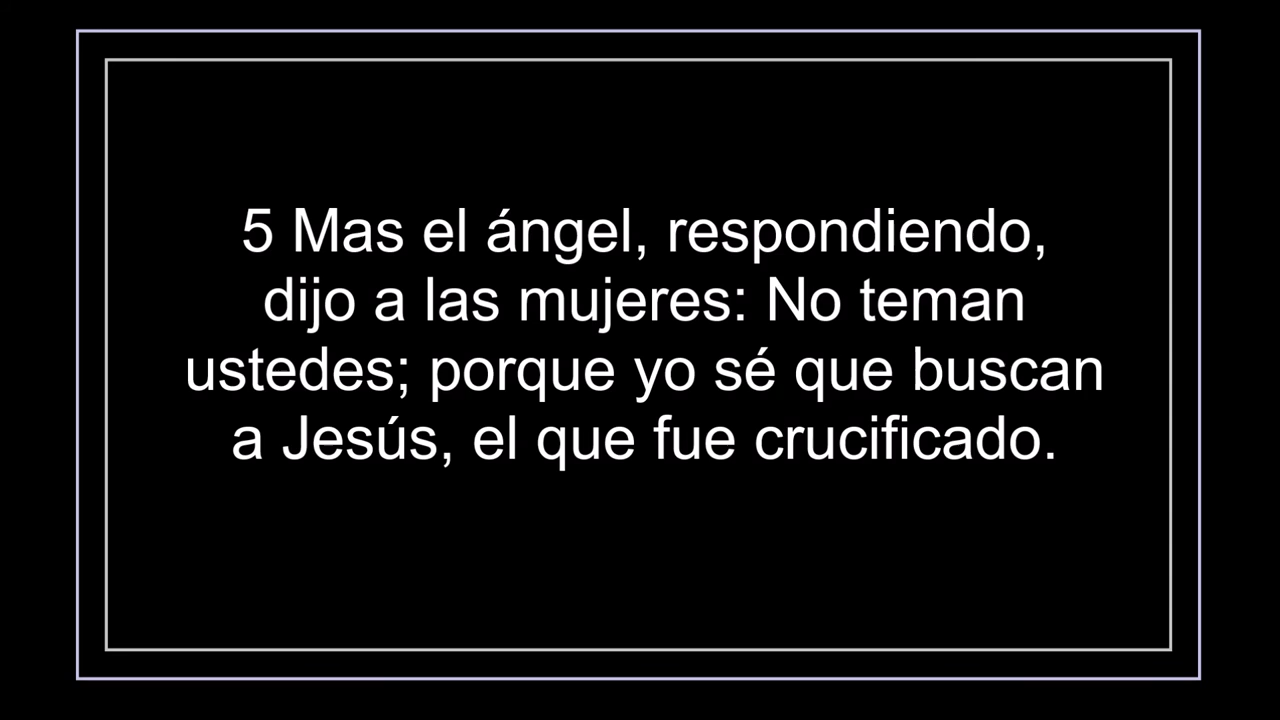 5 Mas el ángel, respondiendo,
dijo a las mujeres: No teman
ustedes; porque yo sé que buscan
a Jesús, el que fue crucificado.